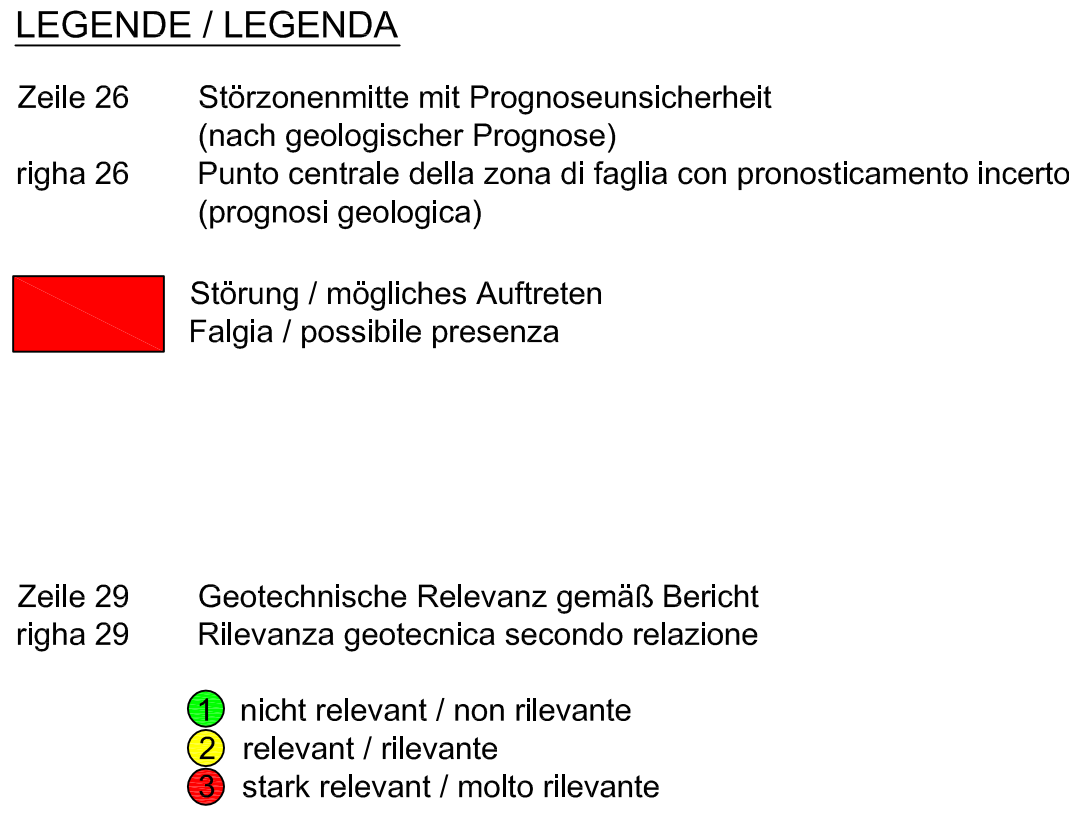 LEGENDE / LEGENDA
Zeile 26 Störzonenmitte mit Prognoseunsicherheit
(nach geologischer Prognose)
righa 26 Punto centrale della zona di faglia con pronosticamento incerto
(prognosi geologica)
Störung / mögliches Auftreten
Falgia / possibile presenza
Zeile 29 Geotechnische Relevanz gemäß Bericht
righa 29 Rilevanza geotecnica secondo relazione
1 nicht relevant / non rilevante
2 relevant / rilevante
3 stark relevant / molto rilevante